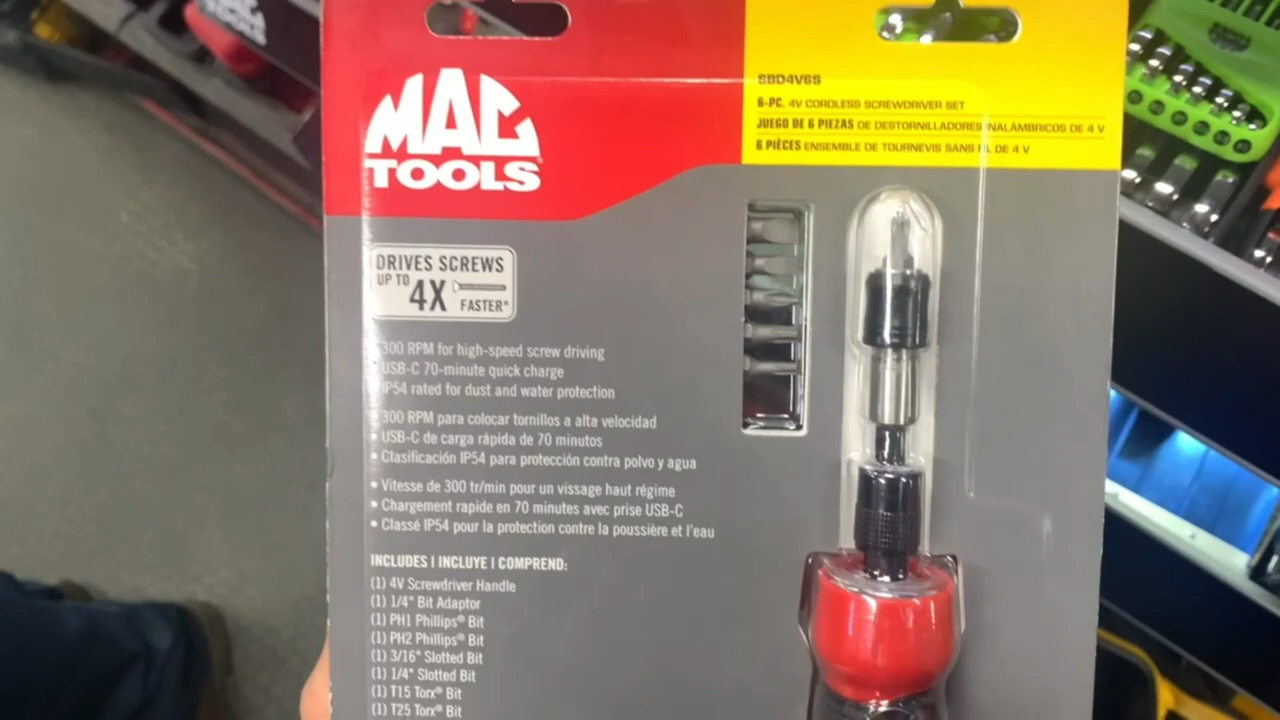 MAC
TOOLS
SBD4V6S
6-PC. 4V CORDLESS SCREWDRIVER SET
JUEGO DE 6 PIEZAS DE DESTORNILLADORES INALÁMBRICOS DE 4 V
6 PIÈCES ENSEMBLE DE TOURNEVIS SANS FIL DE 4 V
MAC
TOOLS
DRIVES SCREWS
UP TO
4X
FASTER*
300 RPM for high-speed screw driving
USB-C 70-minute quick charge
IP54 rated for dust and water protection
300 RPM para colocar tornillos a alta velocidad
• USB-C de carga rápida de 70 minutos
• Clasificación IP54 para protección contra polvo y agua
• Vitesse de 300 tr/min pour un vissage haut régime
• Chargement rapide en 70 minutes avec prise USB-C
• Classé IP54 pour la protection contre la poussière et l'eau
INCLUDES | INCLUYE | COMPREND:
(1) 4V Screwdriver Handle
(1) 1/4" Bit Adaptor
(1) PH1 Phillips® Bit
(1) PH2 Phillips® Bit
(1) 3/16" Slotted Bit
(1) 1/4" Slotted Bit
(1) T15 Torx® Bit
(1) T25 Torx® Bit